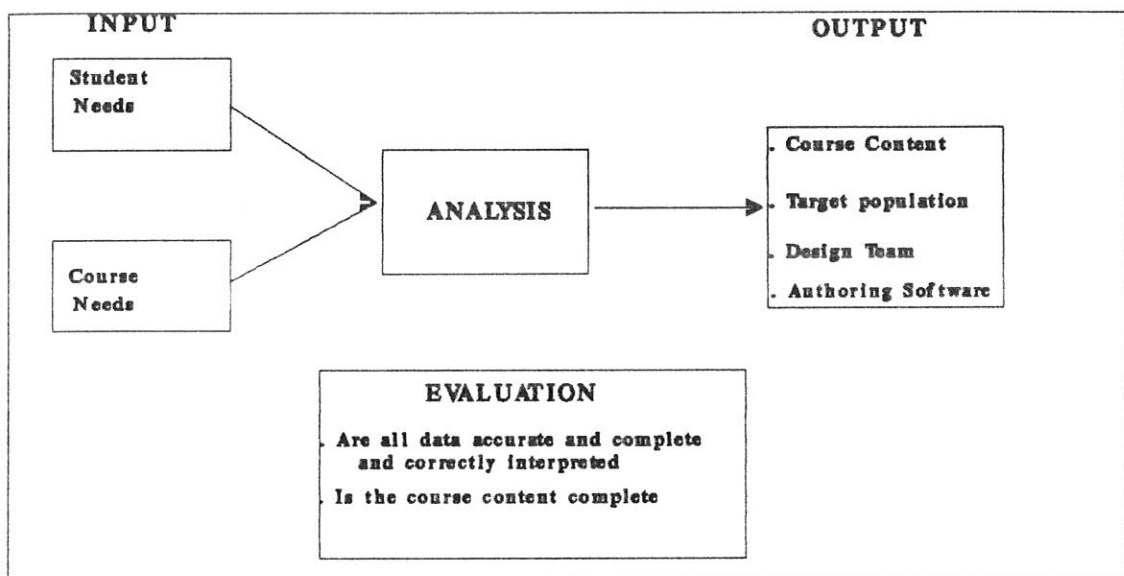 INPUT
OUTPUT
Student
Needs
Course
Needs
ANALYSIS
. Course Content
. Target population
. Design Team
. Authoring Software
EVALUATION
. Are all data accurate and complete
and correctly interpreted
. Is the course content complete